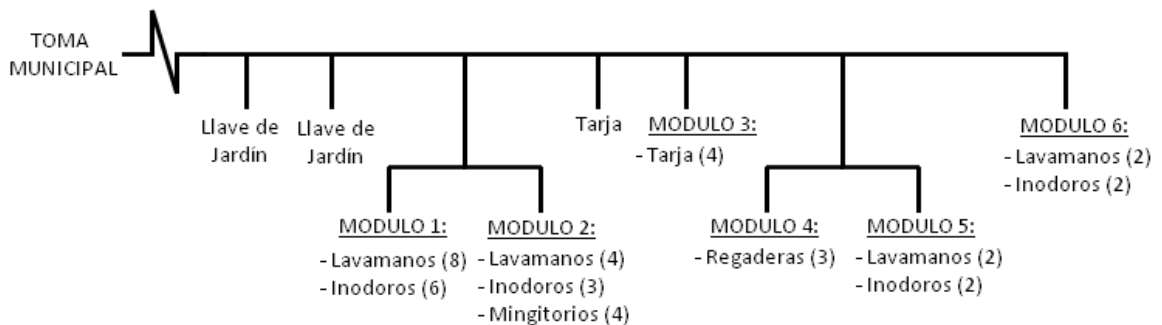 TOMA
MUNICIPAL
Llave de
Jardín
Llave de
Jardín
Tarja
MODULO 3:
- Tarja (4)
MODULO 6:
- Lavamanos (2)
- Inodoros (2)
MODULO 1:
- Lavamanos (8)
- Inodoros (6)
MODULO 2:
- Lavamanos (4)
- Inodoros (3)
- Mingitorios (4)
MODULO 4:
- Regaderas (3)
MODULO 5:
- Lavamanos (2)
- Inodoros (2)